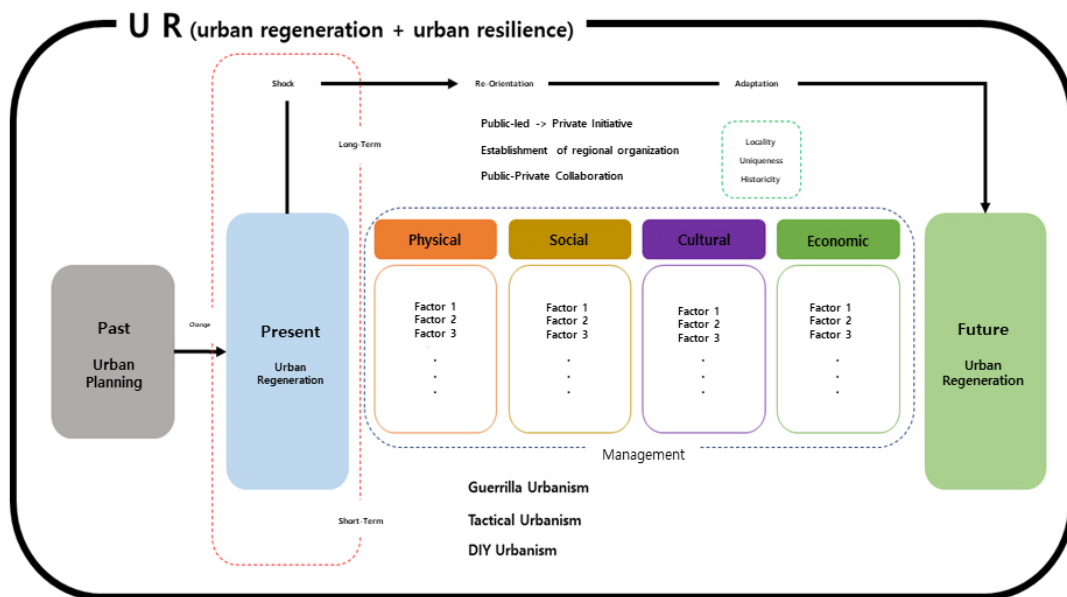 U R (urban regeneration + urban resilience)
Shock
Re-Orientation
Adaptation
Long-Term
Public-led -> Private Initiative
Establishment of regional organization
Public-Private Collaboration
Locality
Uniqueness
Historicity
Past
Urban
Planning
Change
Present
Urban
Regeneration
Physical
Factor 1
Factor 2
Factor 3
.
.
.
Social
Factor 1
Factor 2
Factor 3
.
.
.
Cultural
Factor 1
Factor 2
Factor 3
.
.
.
Economic
Factor 1
Factor 2
Factor 3
.
.
.
Future
Urban
Regeneration
Management
Short-Term
Guerrilla Urbanism
Tactical Urbanism
DIY Urbanism